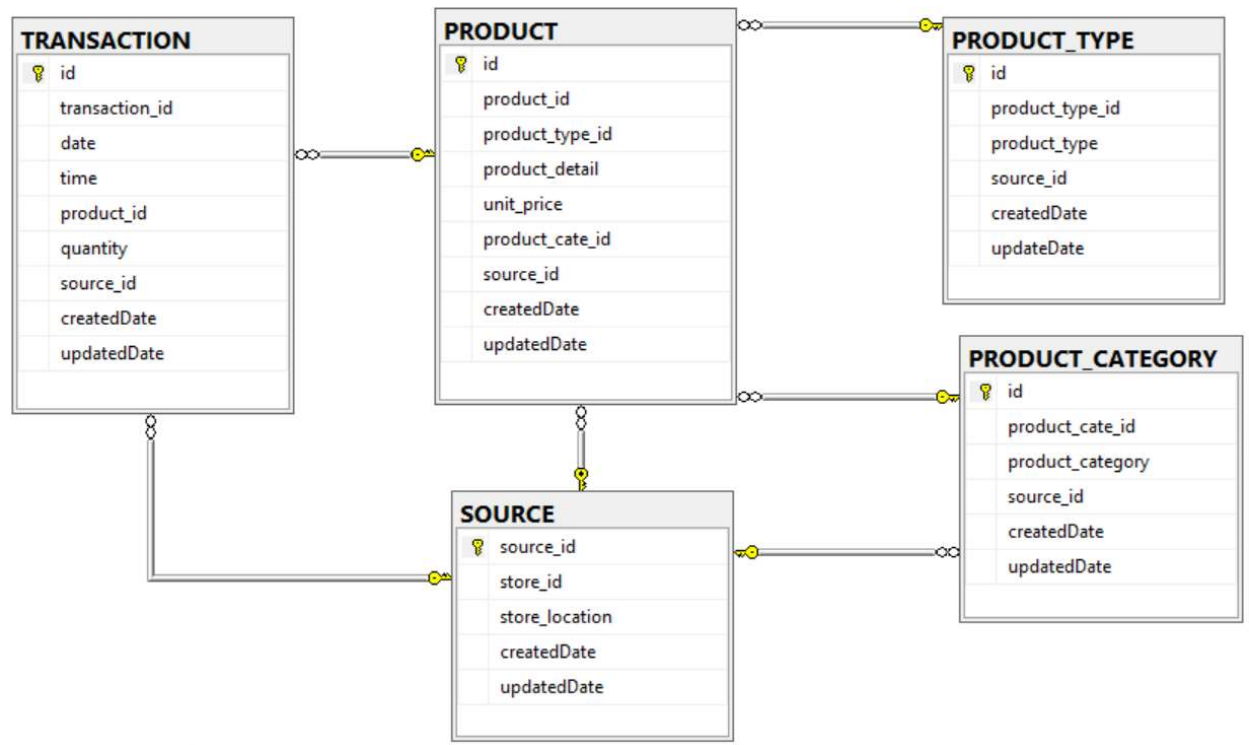 TRANSACTION
id
transaction_id
date
time
product_id
quantity
source_id
createdDate
updatedDate
PRODUCT
id
product_id
product_type_id
product_detail
unit_price
product_cate_id
source_id
createdDate
updatedDate
PRODUCT_TYPE
id
product_type_id
product_type
source_id
createdDate
updateDate
PRODUCT_CATEGORY
id
product_cate_id
product_category
source_id
createdDate
updatedDate
SOURCE
source_id
store_id
store_location
createdDate
updatedDate